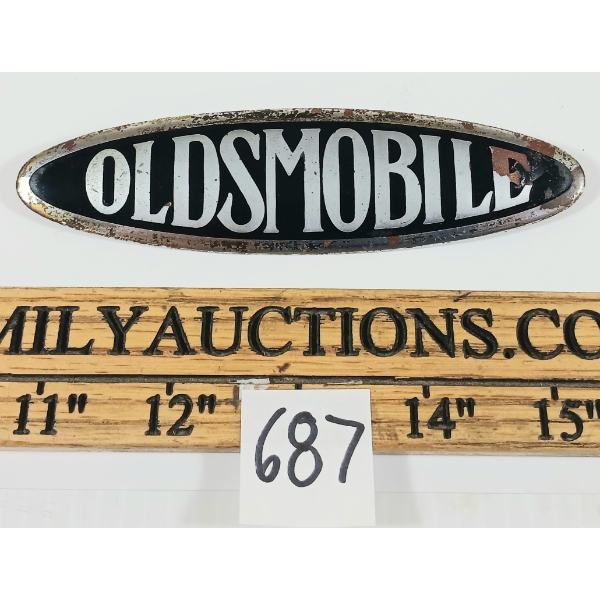 OLDSMOBILE
MILYAUCTIONS.CO
11" 12" 14" 15"
687